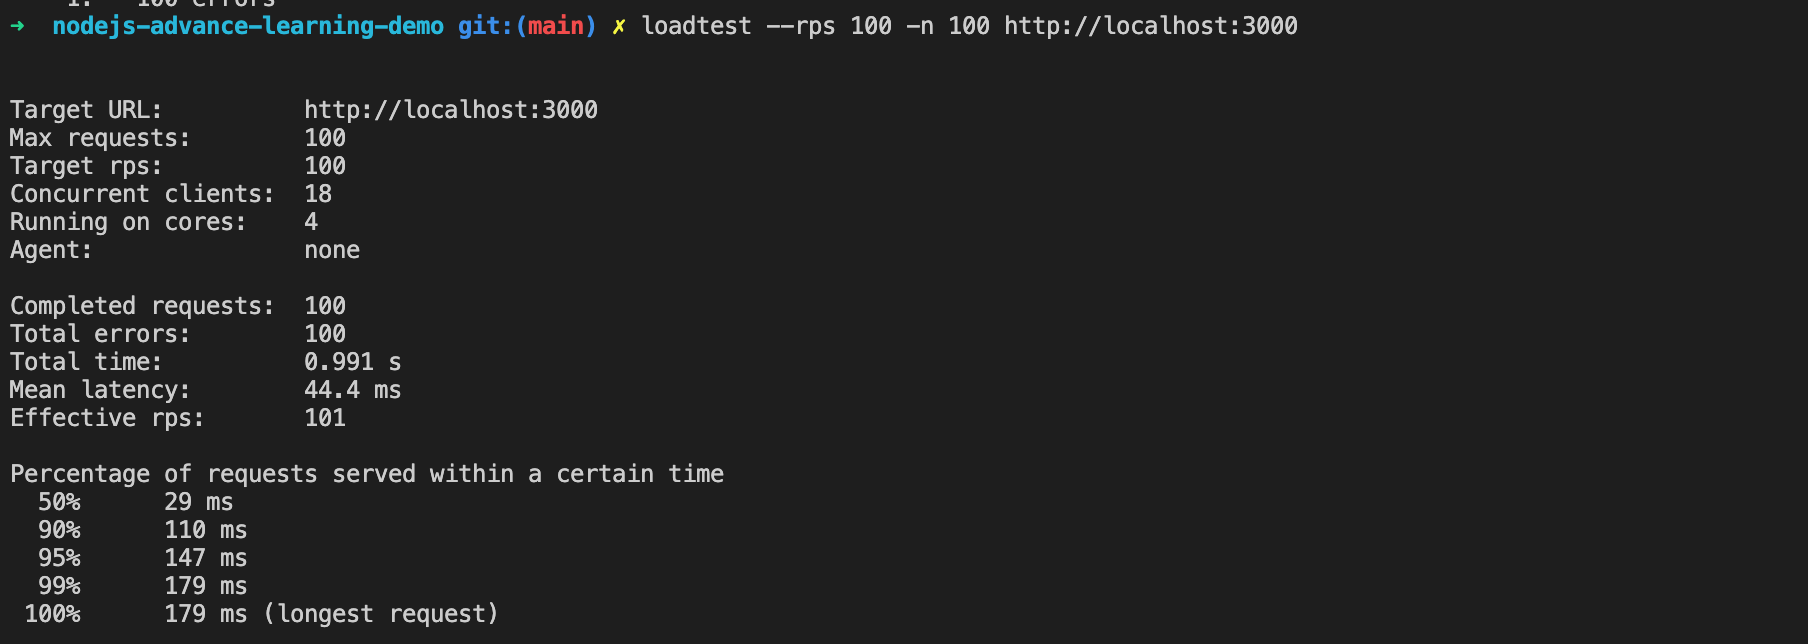 1.   100 errors
➜  nodejs-advance-learning-demo git:(main) ✗ loadtest --rps 100 -n 100 http://localhost:3000
Target URL:          http://localhost:3000
Max requests:        100
Target rps:          100
Concurrent clients:  18
Running on cores:    4
Agent:               none
Completed requests:  100
Total errors:        100
Total time:          0.991 s
Mean latency:        44.4 ms
Effective rps:       101
Percentage of requests served within a certain time
  50%      29 ms
  90%      110 ms
  95%      147 ms
  99%      179 ms
 100%      179 ms (longest request)